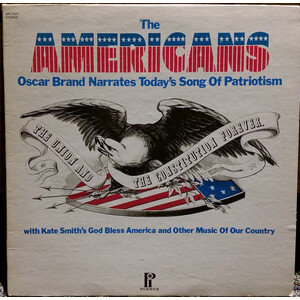 The
AMERICANS
Oscar Brand Narrates Today's Song Of Patriotism
THE UNION AND THE CONSTITUTION FOREVER.
with Kate Smith's God Bless America and Other Music Of Our Country
PICKWICK